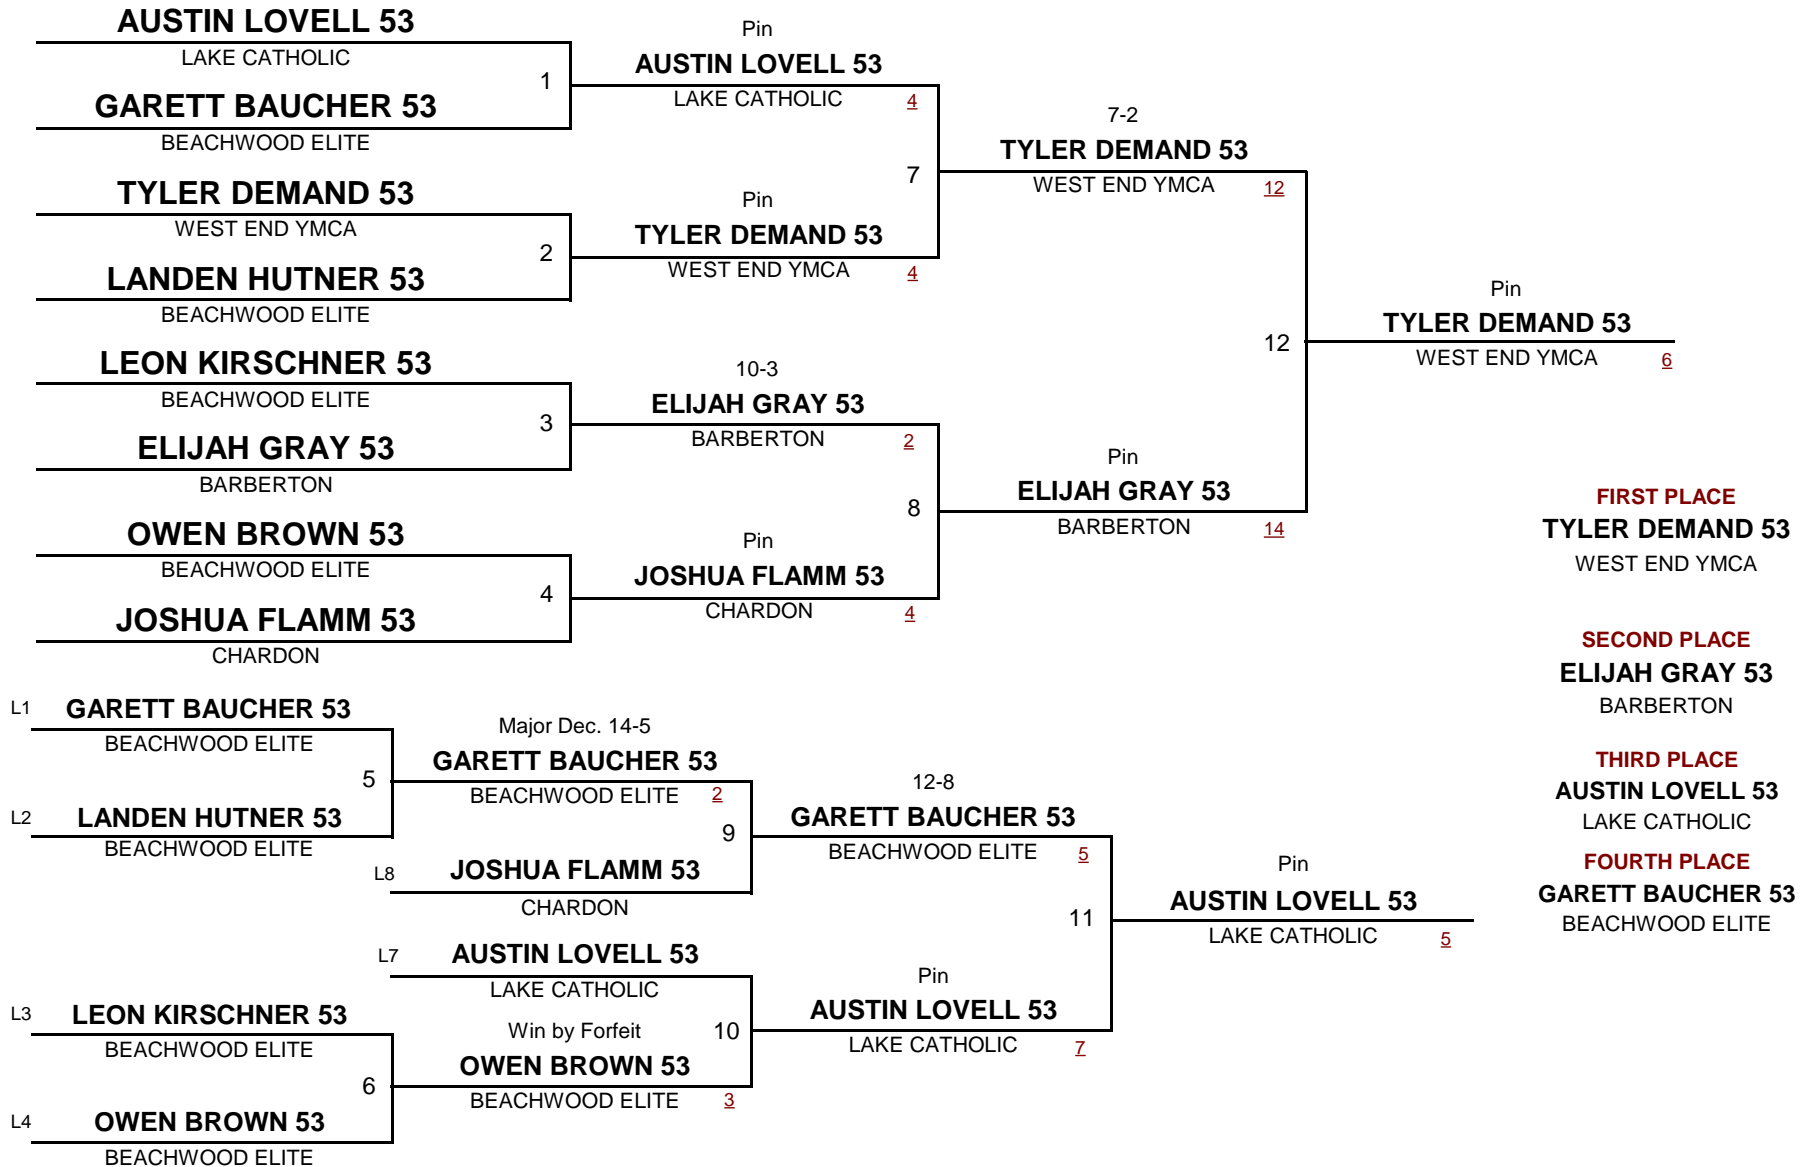 AUSTIN LOVELL 53
LAKE CATHOLIC
1
GARETT BAUCHER 53
BEACHWOOD ELITE
TYLER DEMAND 53
WEST END YMCA
2
LANDEN HUTNER 53
BEACHWOOD ELITE
LEON KIRSCHNER 53
BEACHWOOD ELITE
3
ELIJAH GRAY 53
BARBERTON
OWEN BROWN 53
BEACHWOOD ELITE
4
JOSHUA FLAMM 53
CHARDON
Pin
AUSTIN LOVELL 53
LAKE CATHOLIC 4
7
Pin
TYLER DEMAND 53
WEST END YMCA 4
10-3
ELIJAH GRAY 53
BARBERTON 2
8
Pin
JOSHUA FLAMM 53
CHARDON 4
7-2
TYLER DEMAND 53
WEST END YMCA 12
12
Pin
ELIJAH GRAY 53
BARBERTON 14
Pin
TYLER DEMAND 53
WEST END YMCA 6
FIRST PLACE
TYLER DEMAND 53
WEST END YMCA
SECOND PLACE
ELIJAH GRAY 53
BARBERTON
THIRD PLACE
AUSTIN LOVELL 53
LAKE CATHOLIC
FOURTH PLACE
GARETT BAUCHER 53
BEACHWOOD ELITE
L1 GARETT BAUCHER 53
BEACHWOOD ELITE
5
L2 LANDEN HUTNER 53
BEACHWOOD ELITE
Major Dec. 14-5
GARETT BAUCHER 53
BEACHWOOD ELITE 2
9
L8 JOSHUA FLAMM 53
CHARDON
L7 AUSTIN LOVELL 53
LAKE CATHOLIC
L3 LEON KIRSCHNER 53
BEACHWOOD ELITE
6
L4 OWEN BROWN 53
BEACHWOOD ELITE
Win by Forfeit
10
OWEN BROWN 53
BEACHWOOD ELITE 3
12-8
GARETT BAUCHER 53
BEACHWOOD ELITE 5
11
Pin
AUSTIN LOVELL 53
LAKE CATHOLIC 7
Pin
AUSTIN LOVELL 53
LAKE CATHOLIC 5